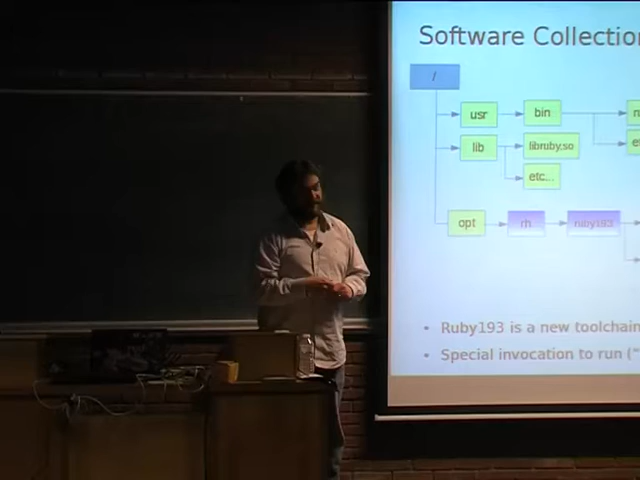 Software Collection
/
usr bin
lib libruby.so
etc...
opt rh ruby193
• Ruby193 is a new toolchain
• Special invocation to run ("